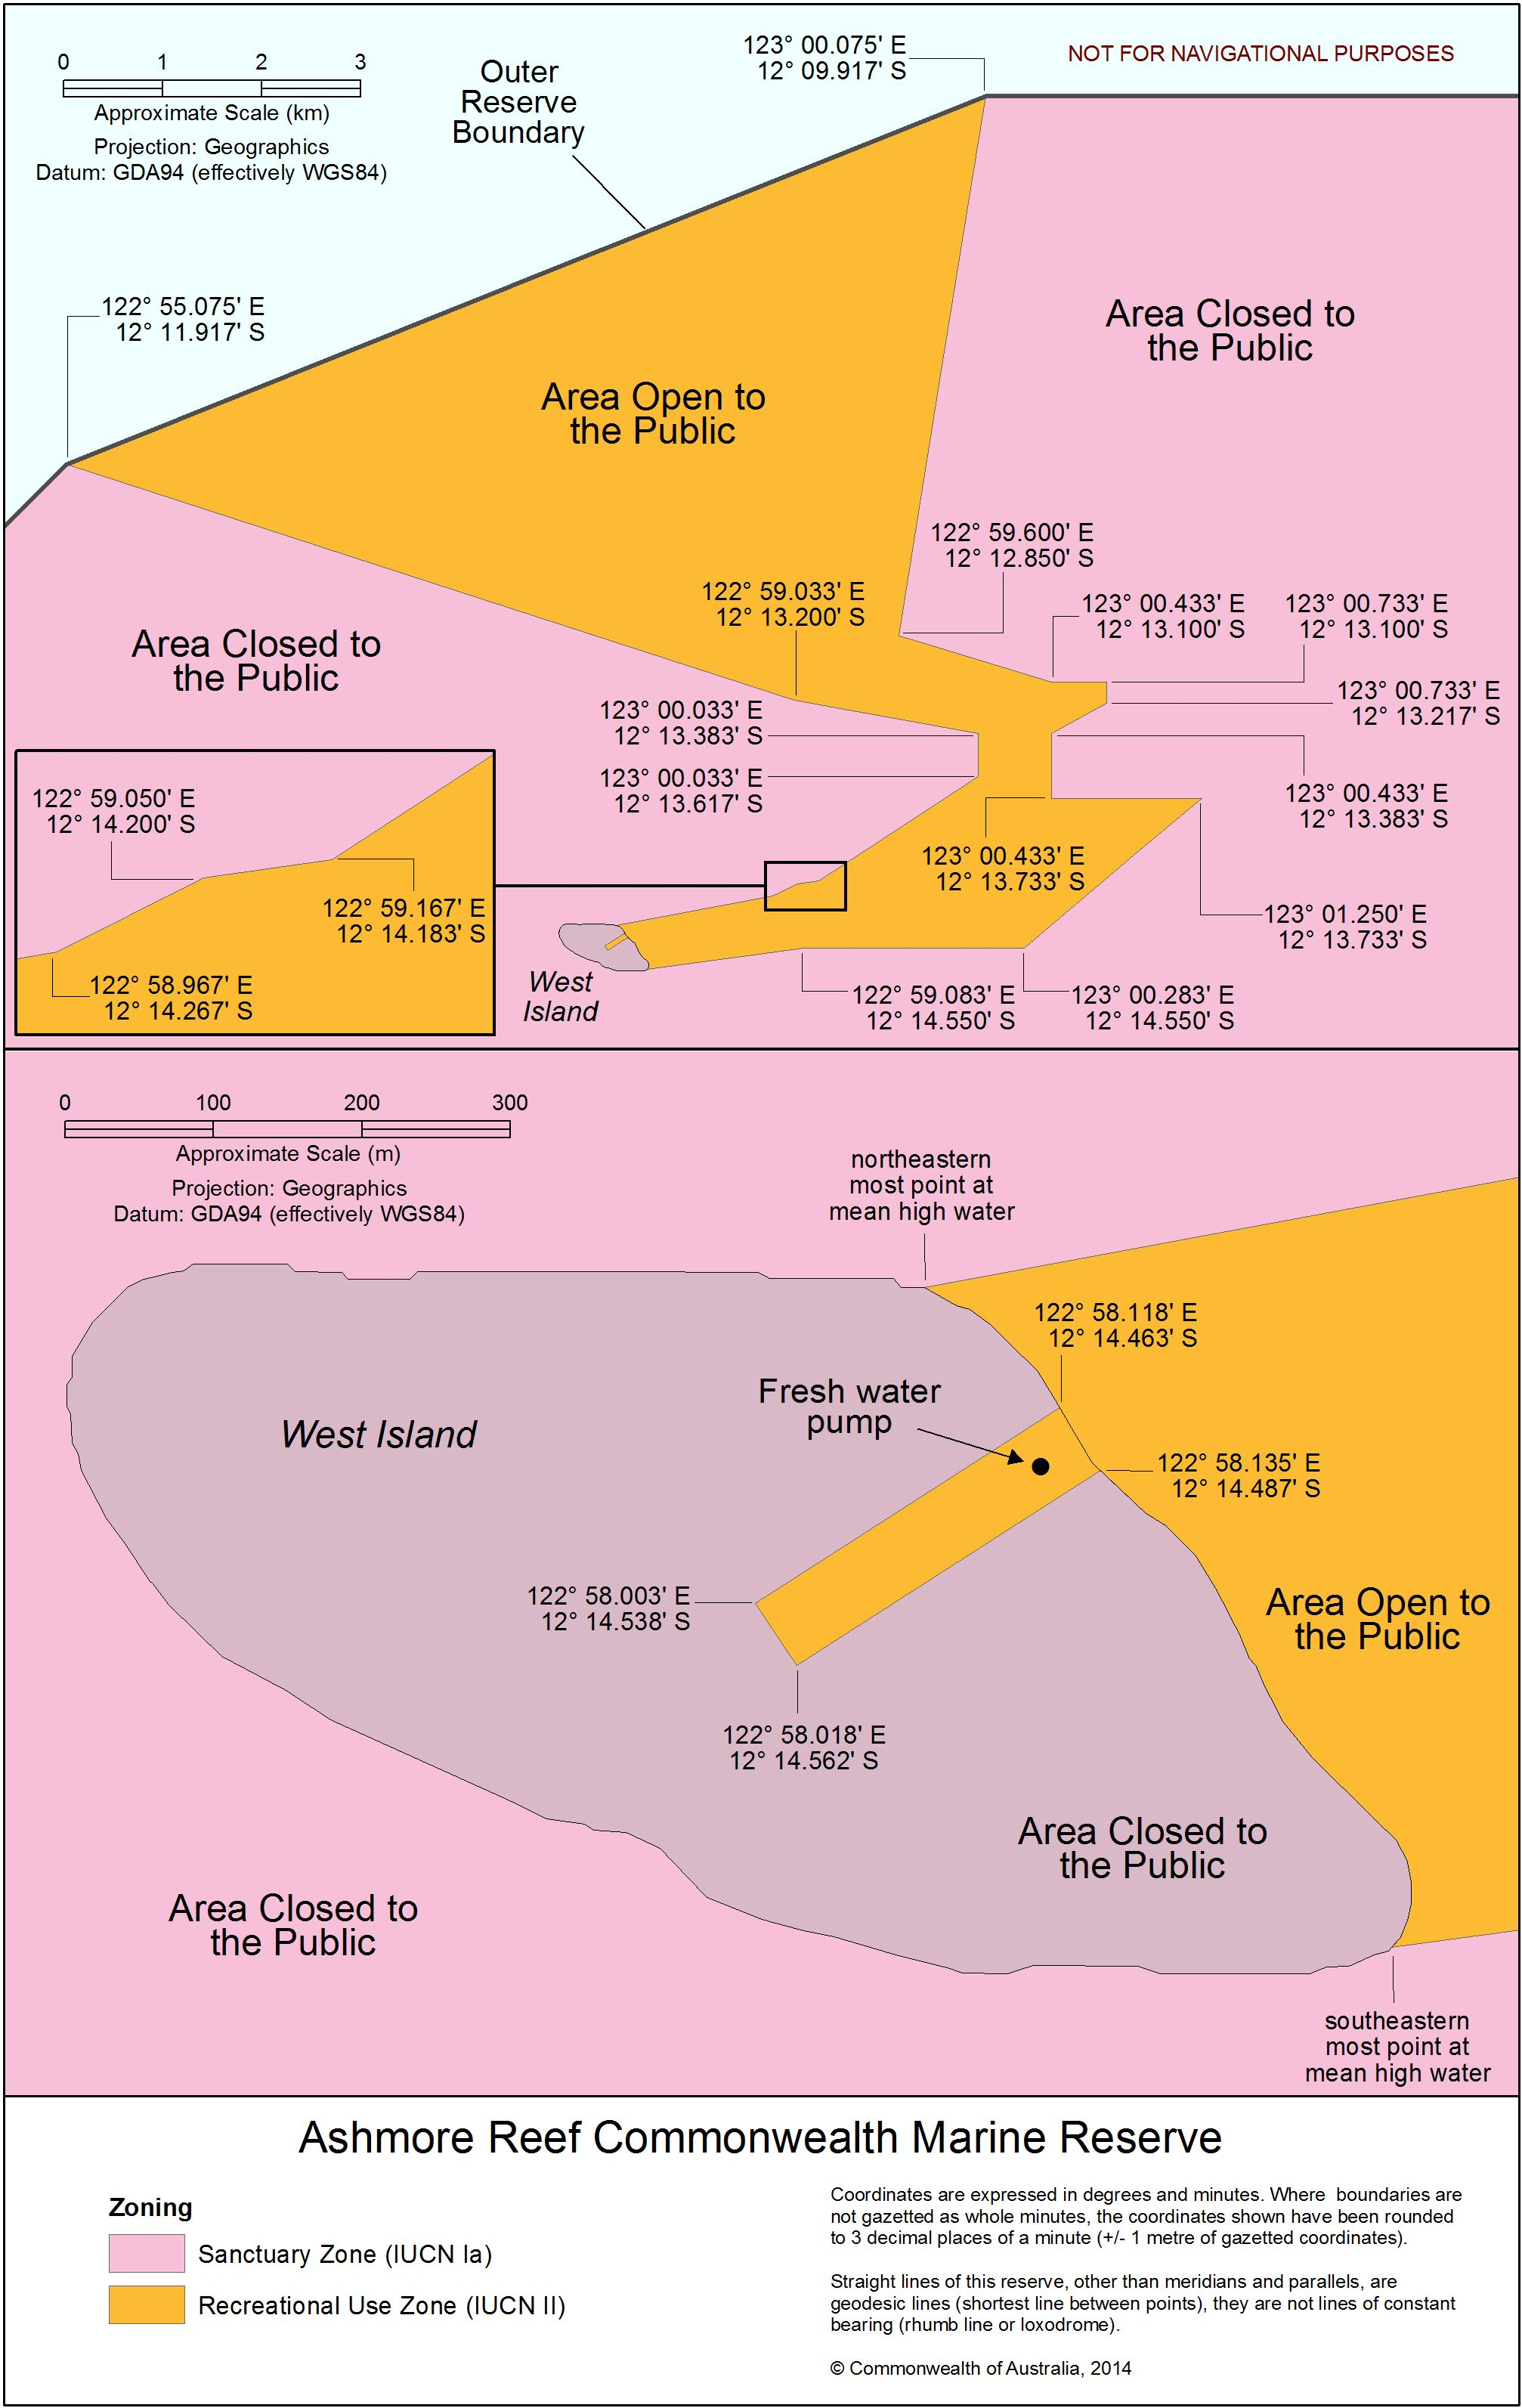 0 1 2 3
Approximate Scale (km)
Projection: Geographics
Datum: GDA94 (effectively WGS84)
Outer
Reserve
Boundary
123° 00.075' E
12° 09.917' S
NOT FOR NAVIGATIONAL PURPOSES
122° 55.075' E
12° 11.917' S
Area Closed to
the Public
Area Open to
the Public
122° 59.600' E
12° 12.850' S
122° 59.033' E
12° 13.200' S
123° 00.433' E
12° 13.100' S
123° 00.733' E
12° 13.100' S
Area Closed to
the Public
123° 00.733' E
12° 13.217' S
123° 00.033' E
12° 13.383' S
123° 00.033' E
12° 13.617' S
123° 00.433' E
12° 13.383' S
122° 59.050' E
12° 14.200' S
123° 00.433' E
12° 13.733' S
122° 59.167' E
12° 14.183' S
123° 01.250' E
12° 13.733' S
122° 58.967' E
12° 14.267' S
West
Island
122° 59.083' E
12° 14.550' S
123° 00.283' E
12° 14.550' S
0 100 200 300
Approximate Scale (m)
Projection: Geographics
Datum: GDA94 (effectively WGS84)
northeastern
most point at
mean high water
122° 58.118' E
12° 14.463' S
Fresh water
pump
West Island
122° 58.135' E
12° 14.487' S
122° 58.003' E
12° 14.538' S
Area Open to
the Public
122° 58.018' E
12° 14.562' S
Area Closed to
the Public
Area Closed to
the Public
southeastern
most point at
mean high water
Ashmore Reef Commonwealth Marine Reserve
Zoning
Sanctuary Zone (IUCN Ia)
Recreational Use Zone (IUCN II)
Coordinates are expressed in degrees and minutes. Where boundaries are
not gazetted as whole minutes, the coordinates shown have been rounded
to 3 decimal places of a minute (+/- 1 metre of gazetted coordinates).
Straight lines of this reserve, other than meridians and parallels, are
geodesic lines (shortest line between points), they are not lines of constant
bearing (rhumb line or loxodrome).
© Commonwealth of Australia, 2014